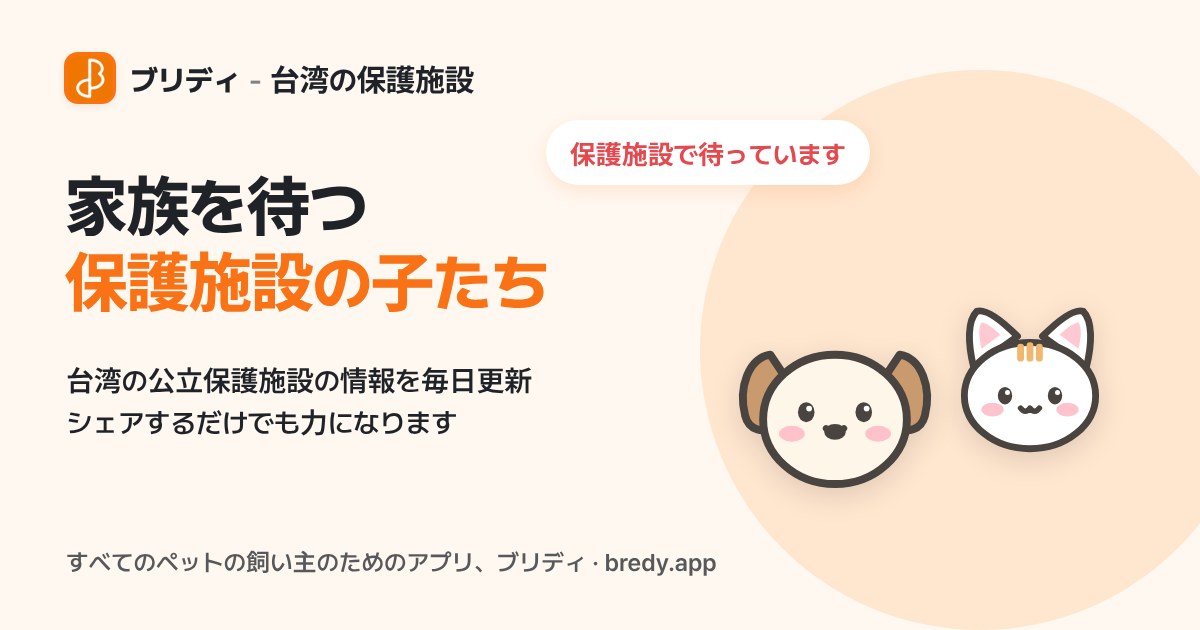 ブリディ - 台湾の保護施設
保護施設で待っています
家族を待つ
保護施設の子たち
台湾の公立保護施設の情報を毎日更新
シェアするだけでも力になります
すべてのペットの飼い主のためのアプリ、ブリディ · bredy.app